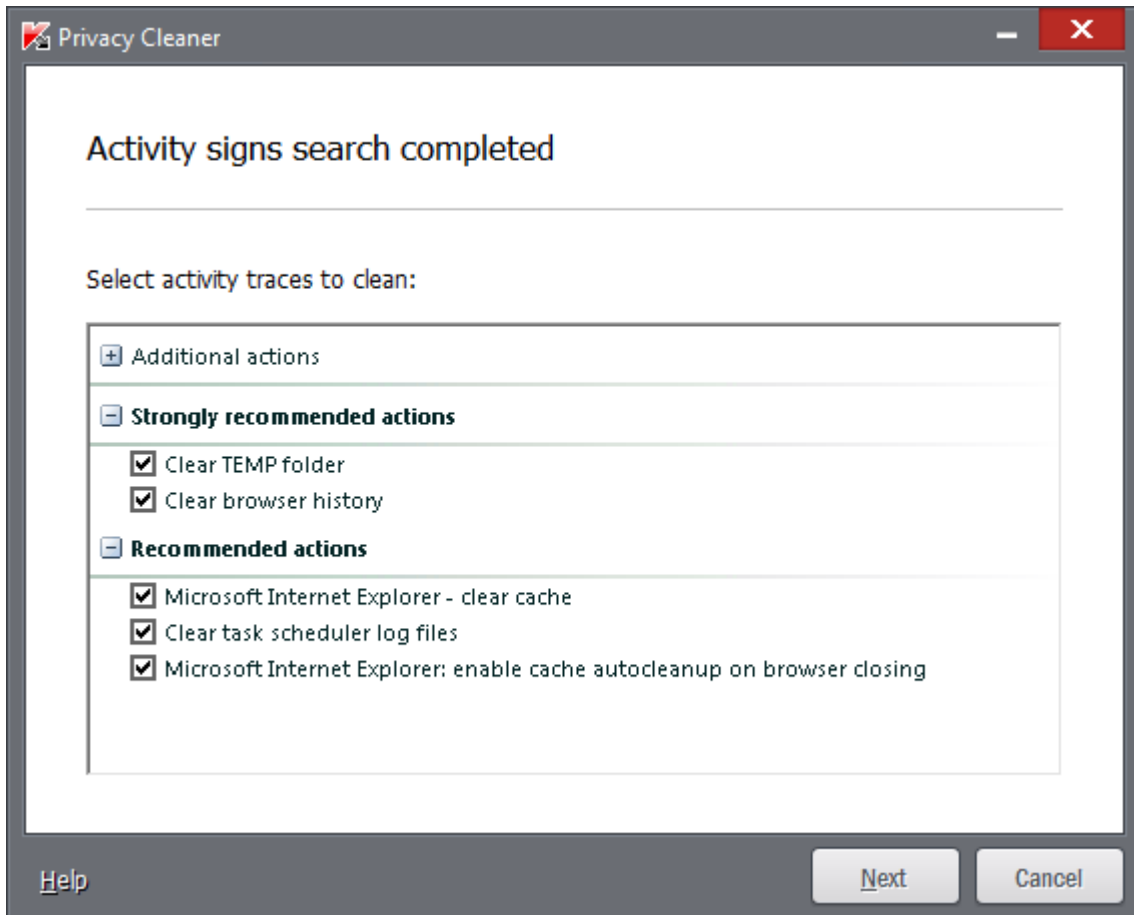 Privacy Cleaner
Activity signs search completed
Select activity traces to clean:
Additional actions
Strongly recommended actions
Clear TEMP folder
Clear browser history
Recommended actions
Microsoft Internet Explorer - clear cache
Clear task scheduler log files
Microsoft Internet Explorer: enable cache autocleanup on browser closing
Help
Next
Cancel